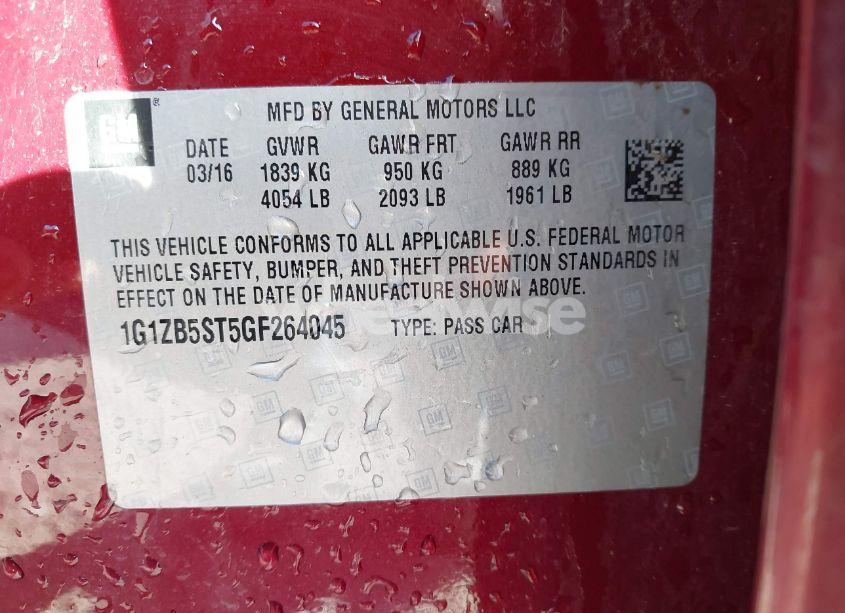 GM ®
MFD BY GENERAL MOTORS LLC
DATE GVWR GAWR FRT GAWR RR
03/16 1839 KG 950 KG 889 KG
4054 LB 2093 LB 1961 LB
THIS VEHICLE CONFORMS TO ALL APPLICABLE U.S. FEDERAL MOTOR
VEHICLE SAFETY, BUMPER, AND THEFT PREVENTION STANDARDS IN
EFFECT ON THE DATE OF MANUFACTURE SHOWN ABOVE.
1G1ZB5ST5GF264045 TYPE: PASS CAR